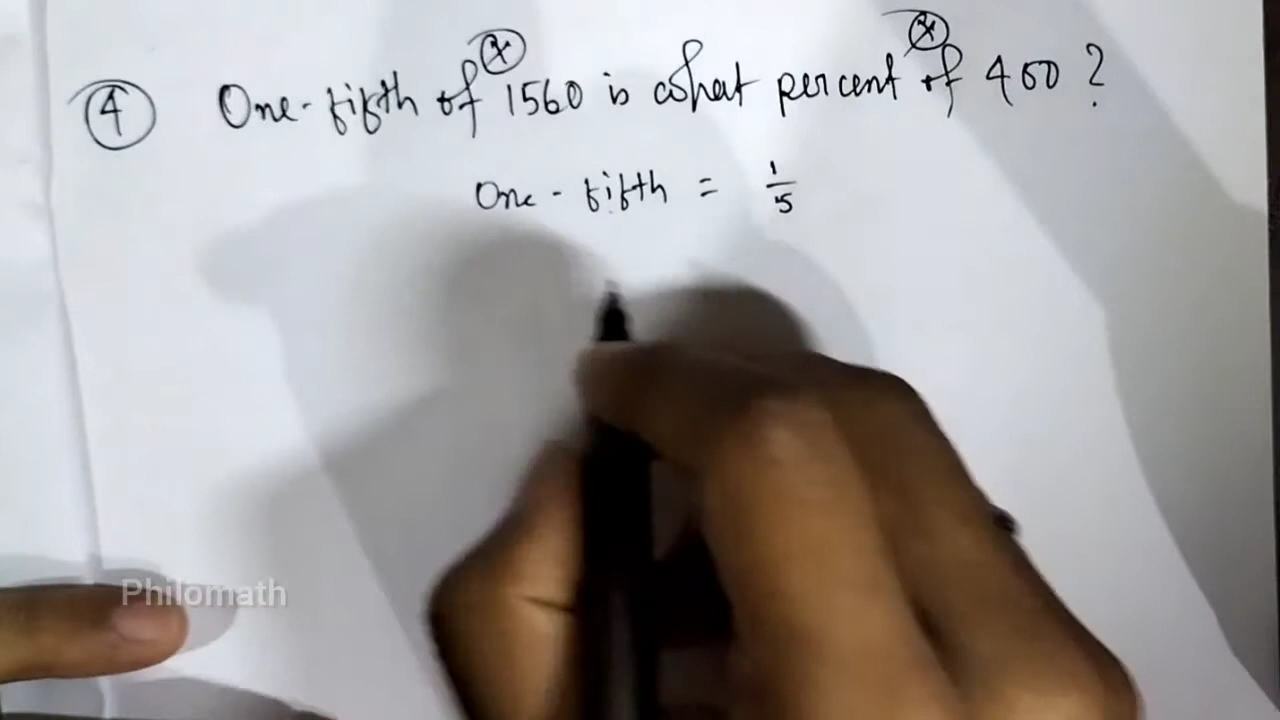 ④ One-fifth of 1560 is what percent of 400 ?
ⓧ ⓧ
One-fifth = 1/5
Philomath